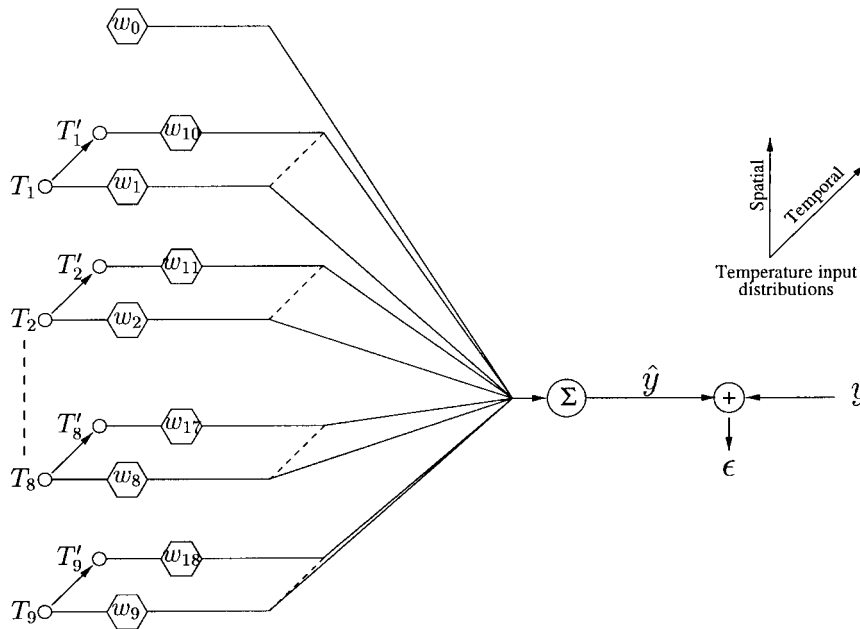 w₀
T′₁ w₁₀
T₁ w₁
T′₂ w₁₁
T₂ w₂
T′₈ w₁₇
T₈ w₈
T′₉ w₁₈
T₉ w₉
Σ ŷ + y
ϵ
Spatial
Temporal
Temperature input
distributions